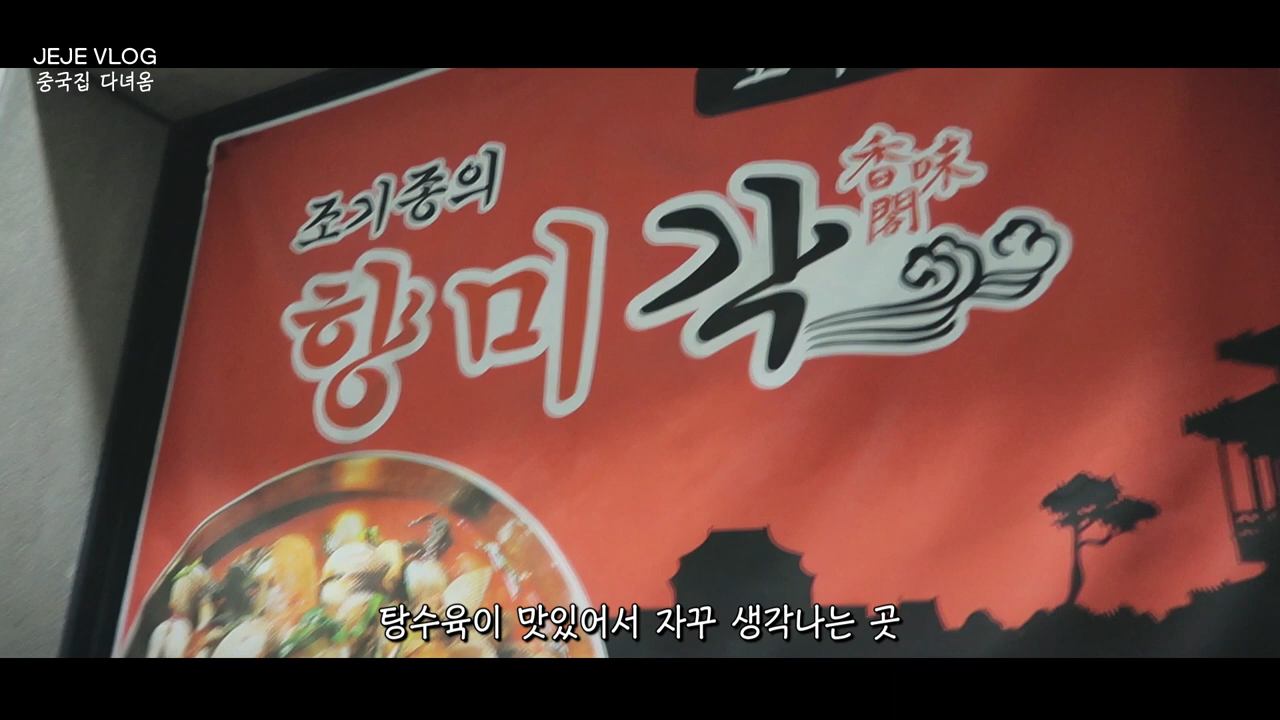 JEJE VLOG
중국집 다녀옴
조기종의
향미각
香味
閣
탕수육이 맛있어서 자꾸 생각나는 곳